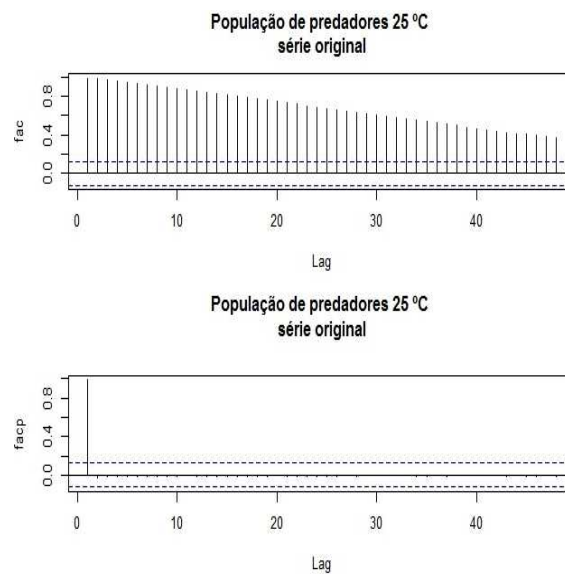 População de predadores 25 ºC
série original
fac
0.0 0.4 0.8
0 10 20 30 40
Lag
População de predadores 25 ºC
série original
facp
0.0 0.4 0.8
0 10 20 30 40
Lag